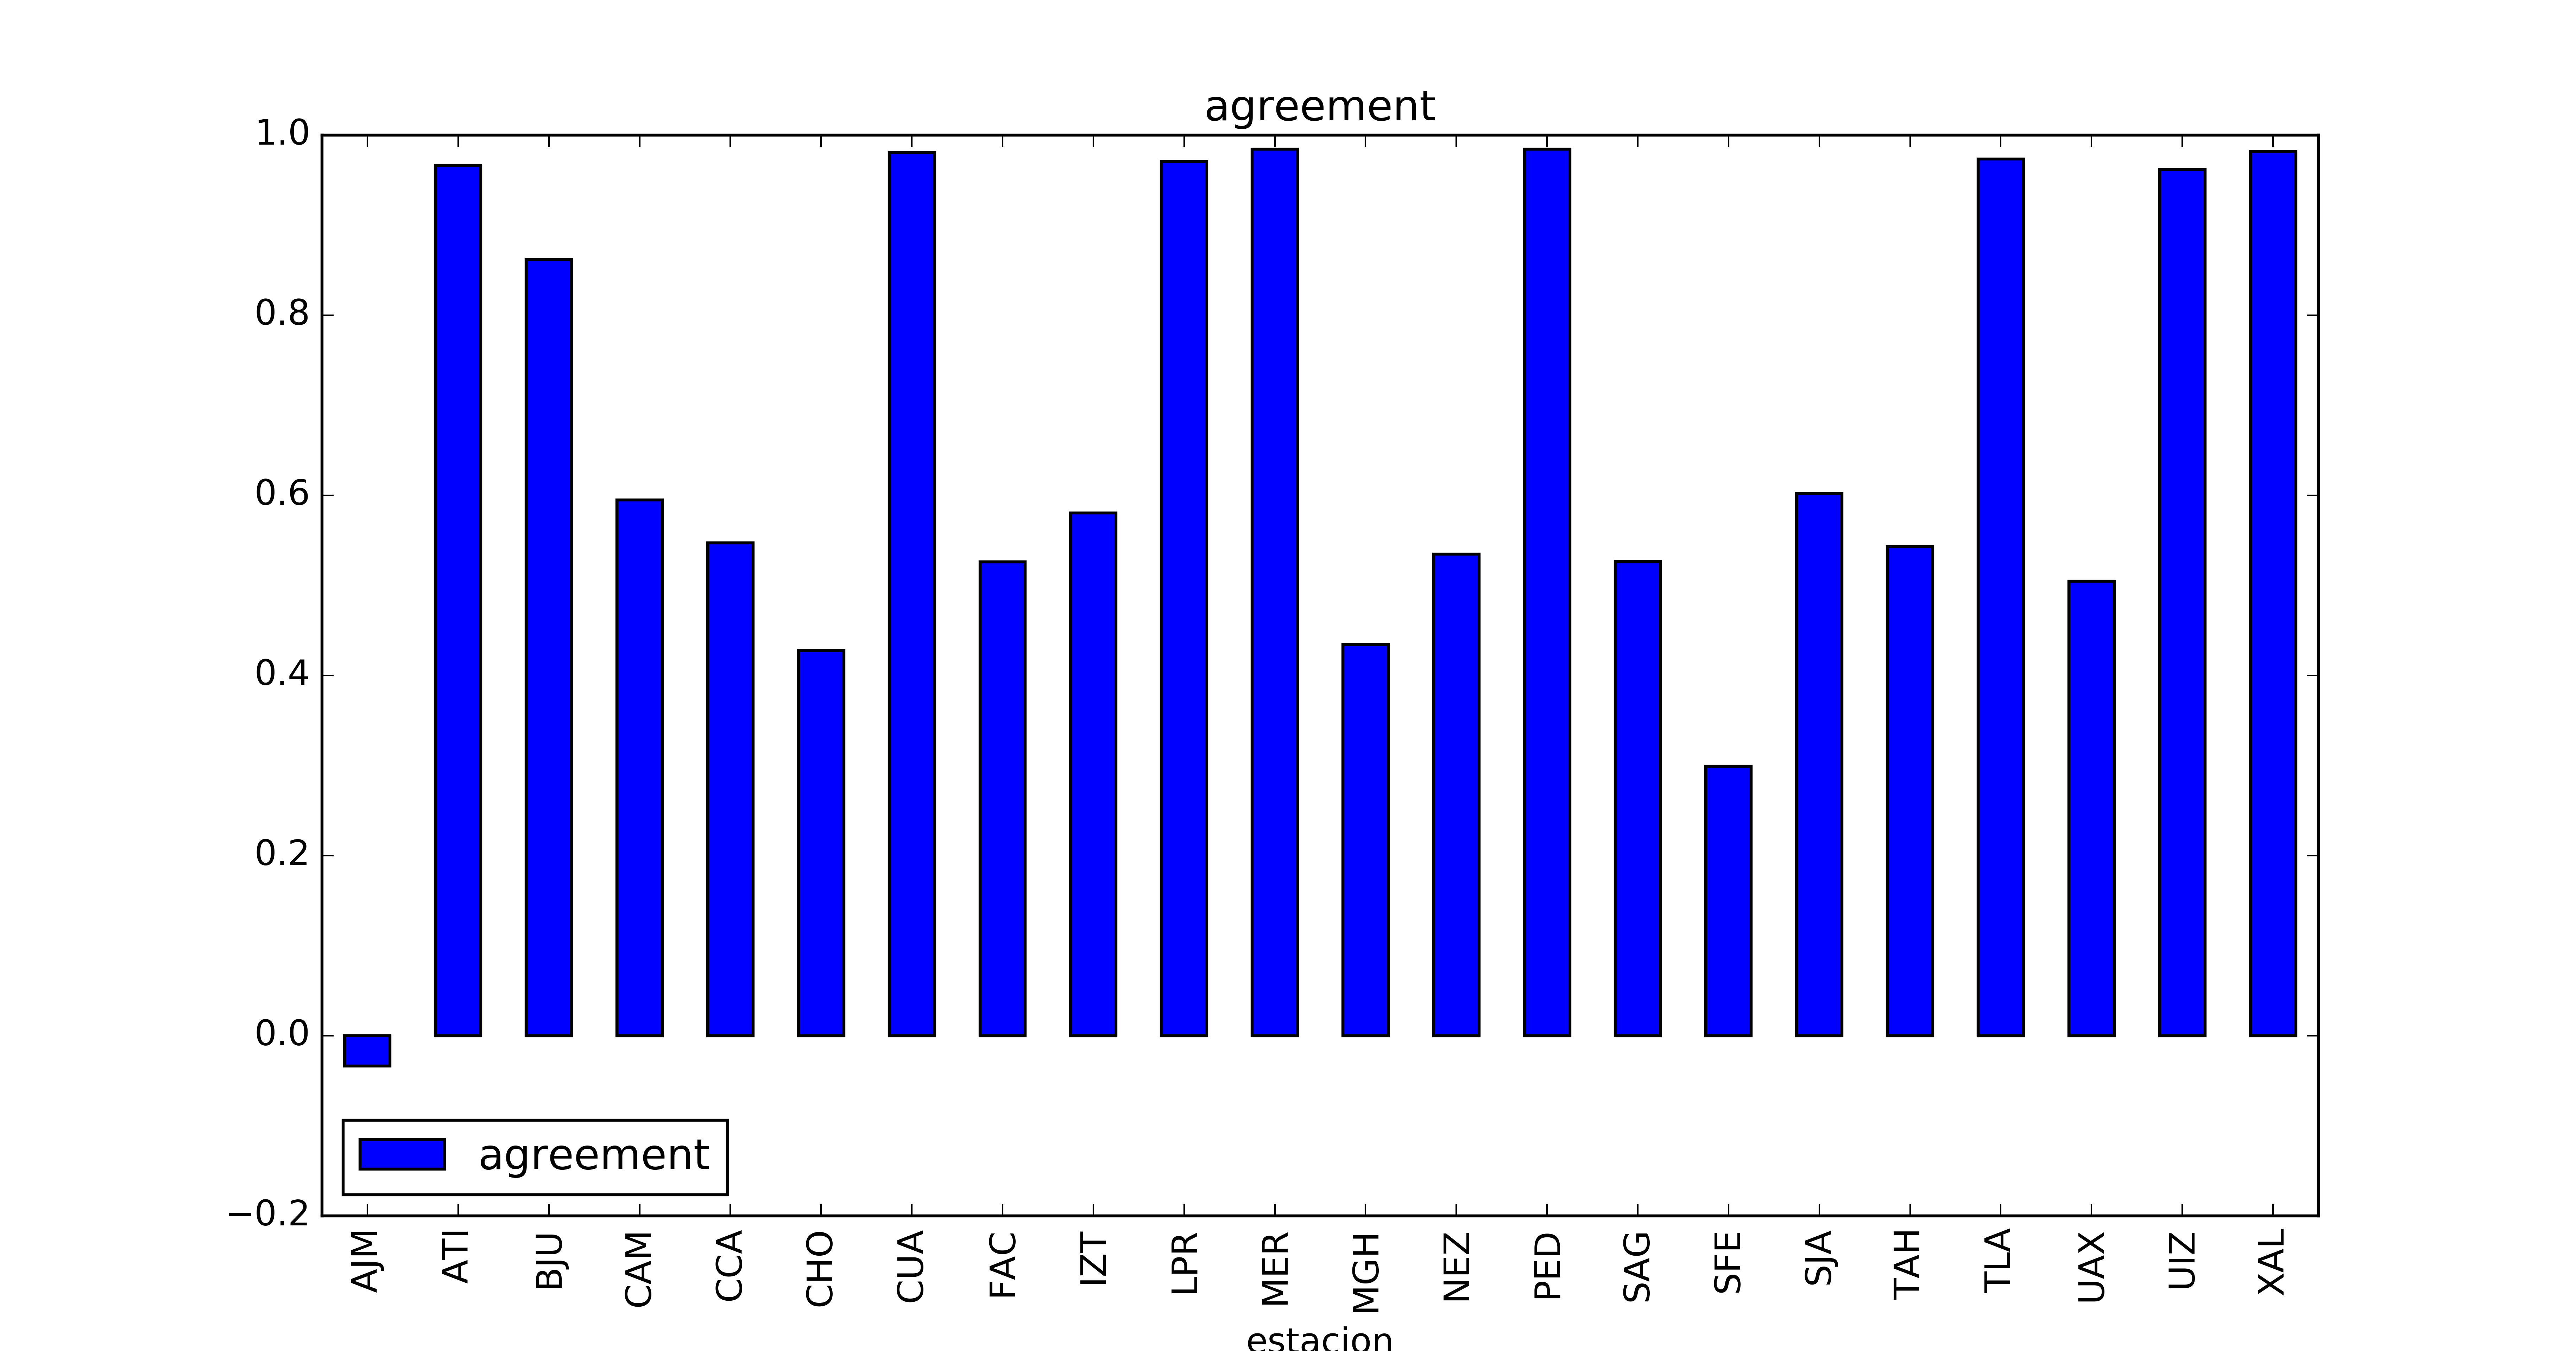 agreement
1.0
0.8
0.6
0.4
0.2
0.0
−0.2
agreement
AJM
ATI
BJU
CAM
CCA
CHO
CUA
FAC
IZT
LPR
MER
MGH
NEZ
PED
SAG
SFE
SJA
TAH
TLA
UAX
UIZ
XAL
estacion